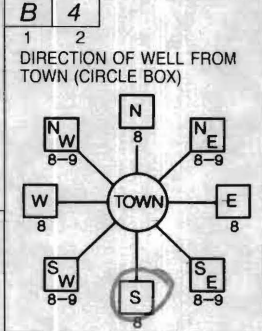 B 4
1 2
DIRECTION OF WELL FROM
TOWN (CIRCLE BOX)
N
8
NW
8-9
NE
8-9
W
8
TOWN
E
8
SW
8-9
S
8
SE
8-9